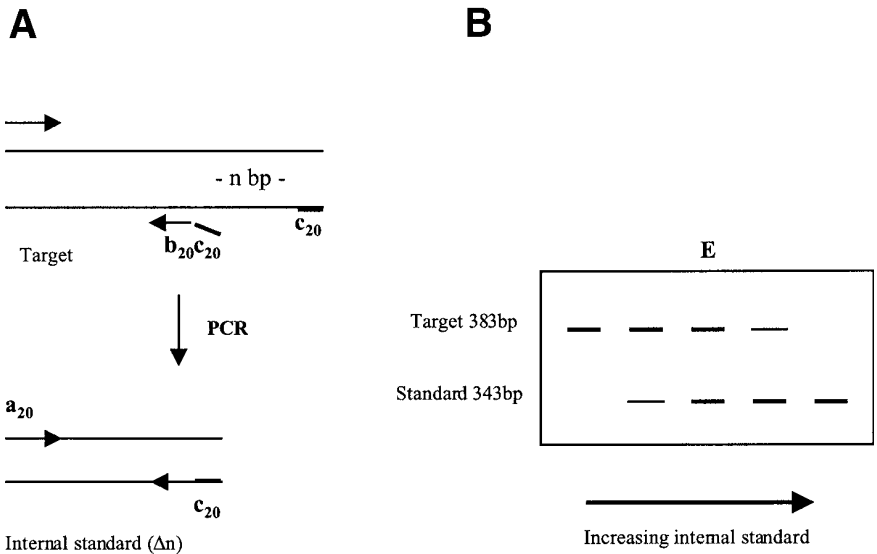 A
- n bp -
c20
b20c20
Target
PCR
a20
c20
Internal standard (Δn)
B
E
Target 383bp
Standard 343bp
Increasing internal standard